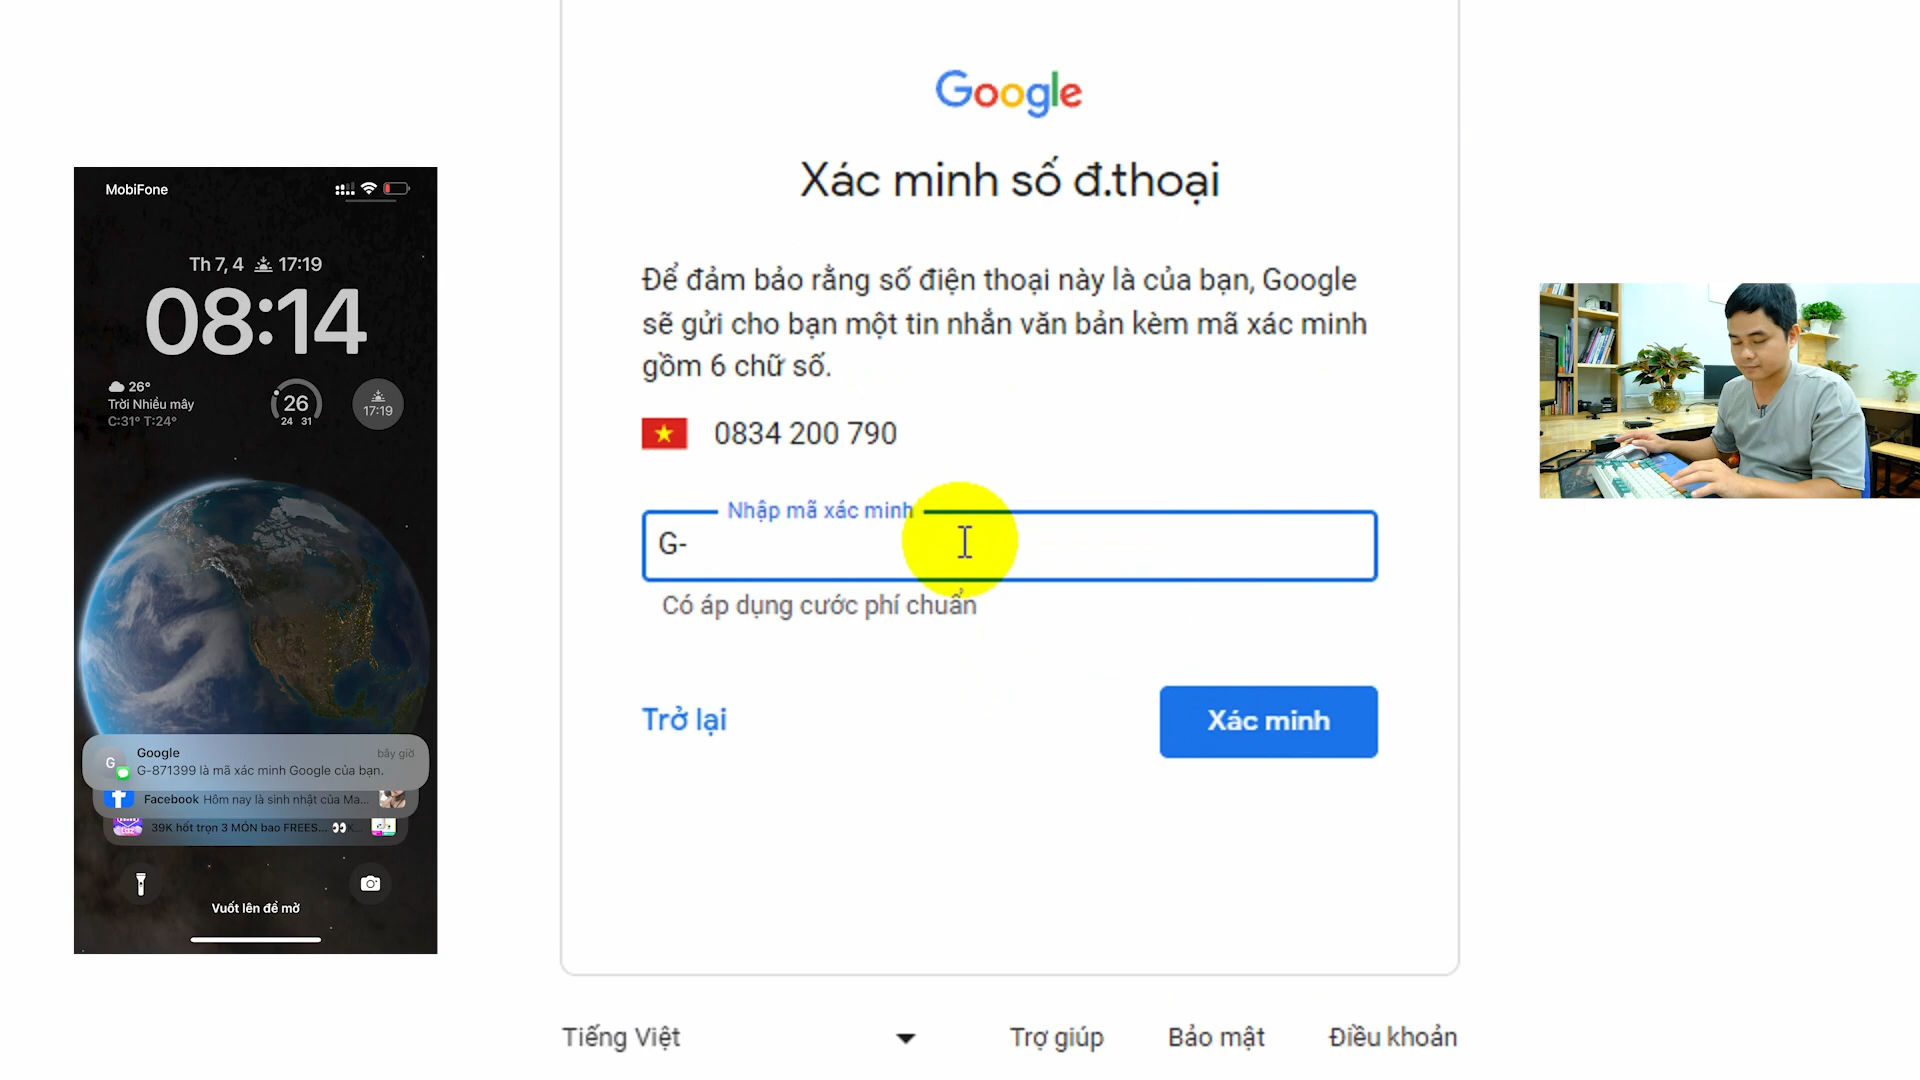 MobiFone
Th 7, 4 17:19
08:14
26°
Trời Nhiều mây
C:31° T:24°
26
24 31
17:19
Google bây giờ
G-871399 là mã xác minh Google của bạn.
Facebook Hôm nay là sinh nhật của Ma...
39K hốt trọn 3 MÓN bao FREES...
Vuốt lên để mở
Google
Xác minh số đ.thoại
Để đảm bảo rằng số điện thoại này là của bạn, Google
sẽ gửi cho bạn một tin nhắn văn bản kèm mã xác minh
gồm 6 chữ số.
0834 200 790
Nhập mã xác minh
G-
Có áp dụng cước phí chuẩn
Trở lại
Xác minh
Tiếng Việt
Trợ giúp
Bảo mật
Điều khoản